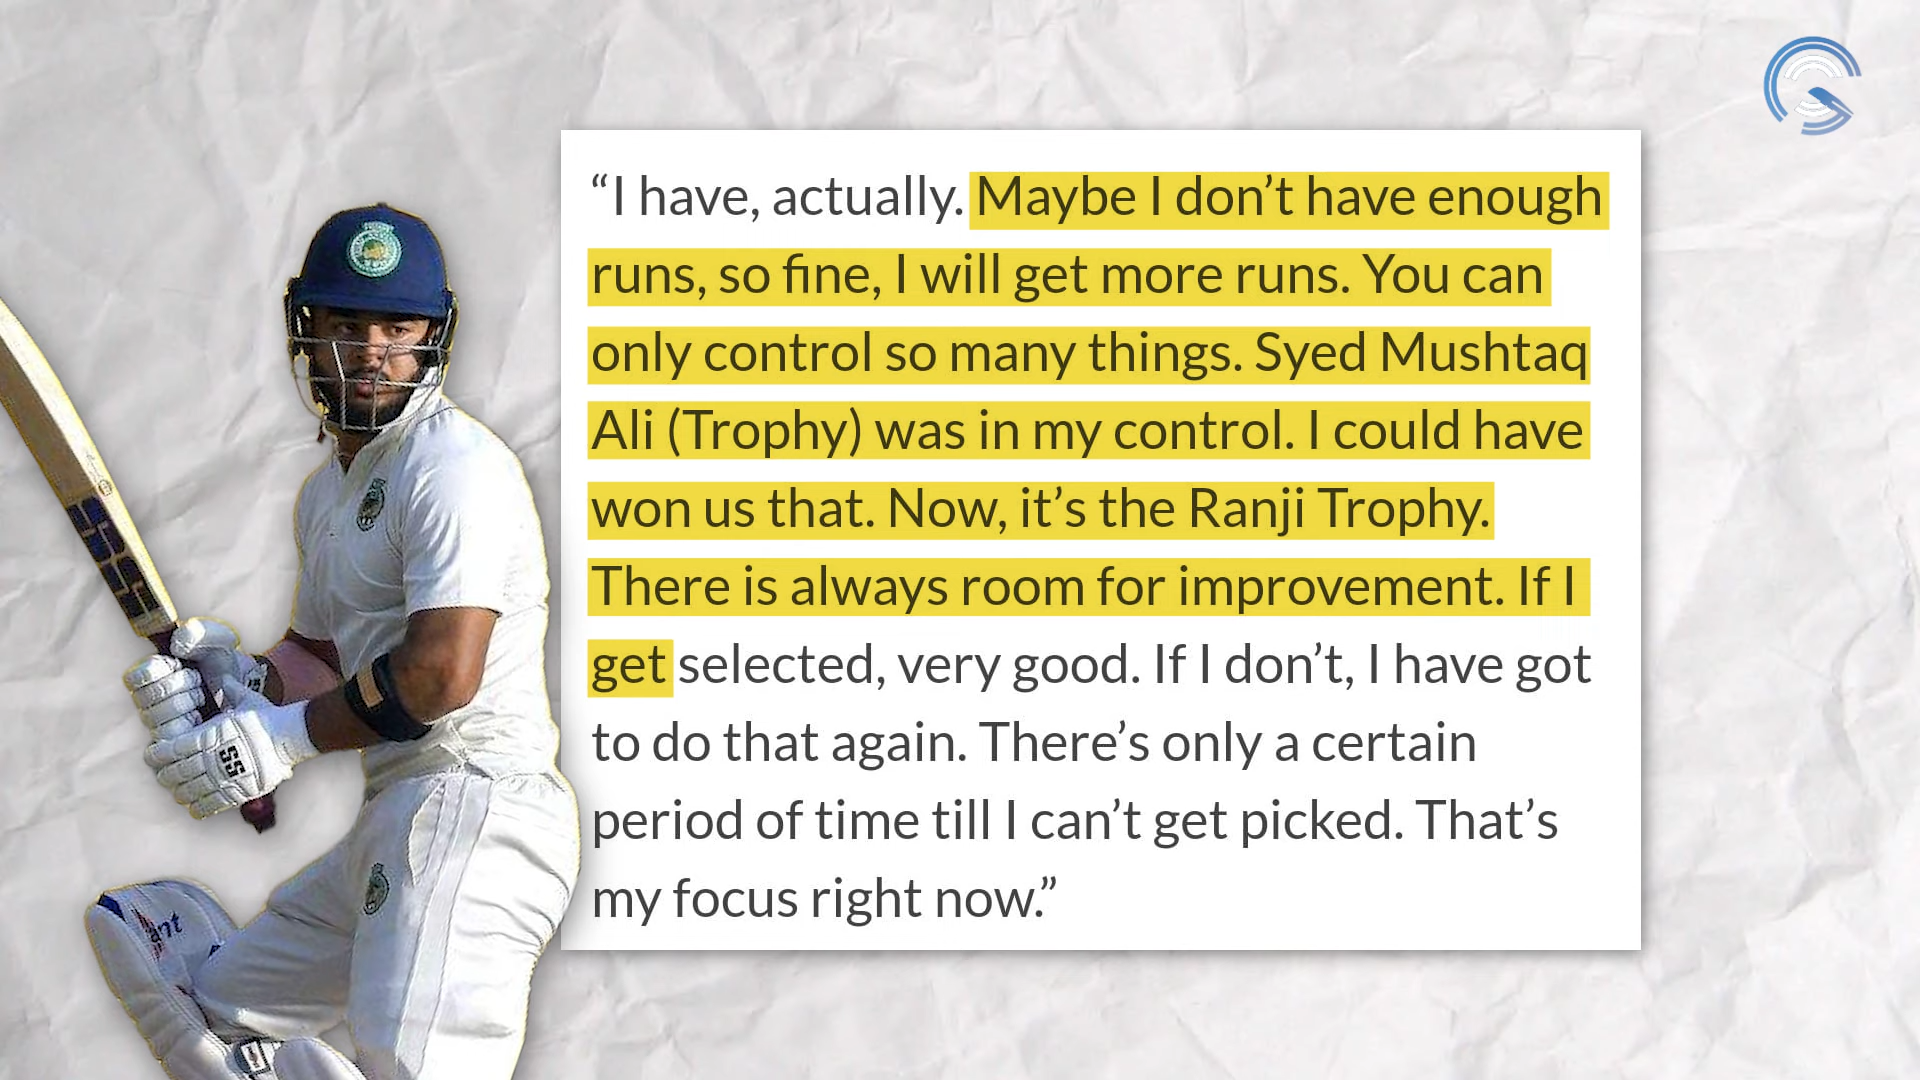 “I have, actually. Maybe I don’t have enough
runs, so fine, I will get more runs. You can
only control so many things. Syed Mushtaq
Ali (Trophy) was in my control. I could have
won us that. Now, it’s the Ranji Trophy.
There is always room for improvement. If I
get selected, very good. If I don’t, I have got
to do that again. There’s only a certain
period of time till I can’t get picked. That’s
my focus right now.”
SS